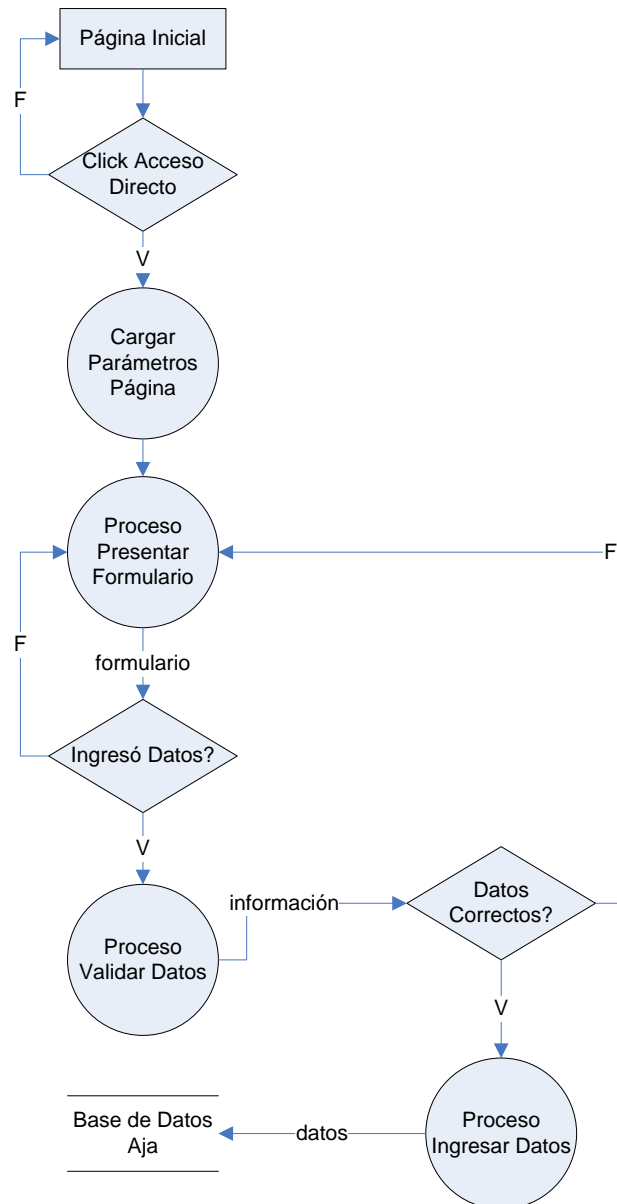 Página Inicial
F
Click Acceso
Directo
V
Cargar
Parámetros
Página
Proceso
Presentar
Formulario
F
F
formulario
Ingresó Datos?
V
información
Datos
Correctos?
Proceso
Validar Datos
V
Base de Datos
Aja
datos
Proceso
Ingresar Datos